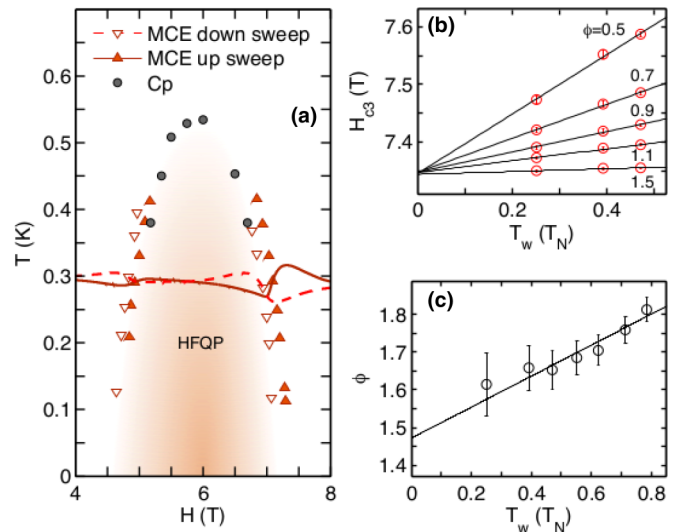 MCE down sweep
MCE up sweep
Cp
(a)
0.6
0.5
0.4
0.3
0.2
0.1
0
T (K)
HFQP
4
5
6
7
8
H (T)
(b)
7.6
7.5
7.4
H_c3 (T)
ϕ=0.5
0.7
0.9
1.1
1.5
0
0.2
0.4
T_w (T_N)
(c)
1.8
1.7
1.6
1.5
1.4
ϕ
0
0.2
0.4
0.6
0.8
T_w (T_N)